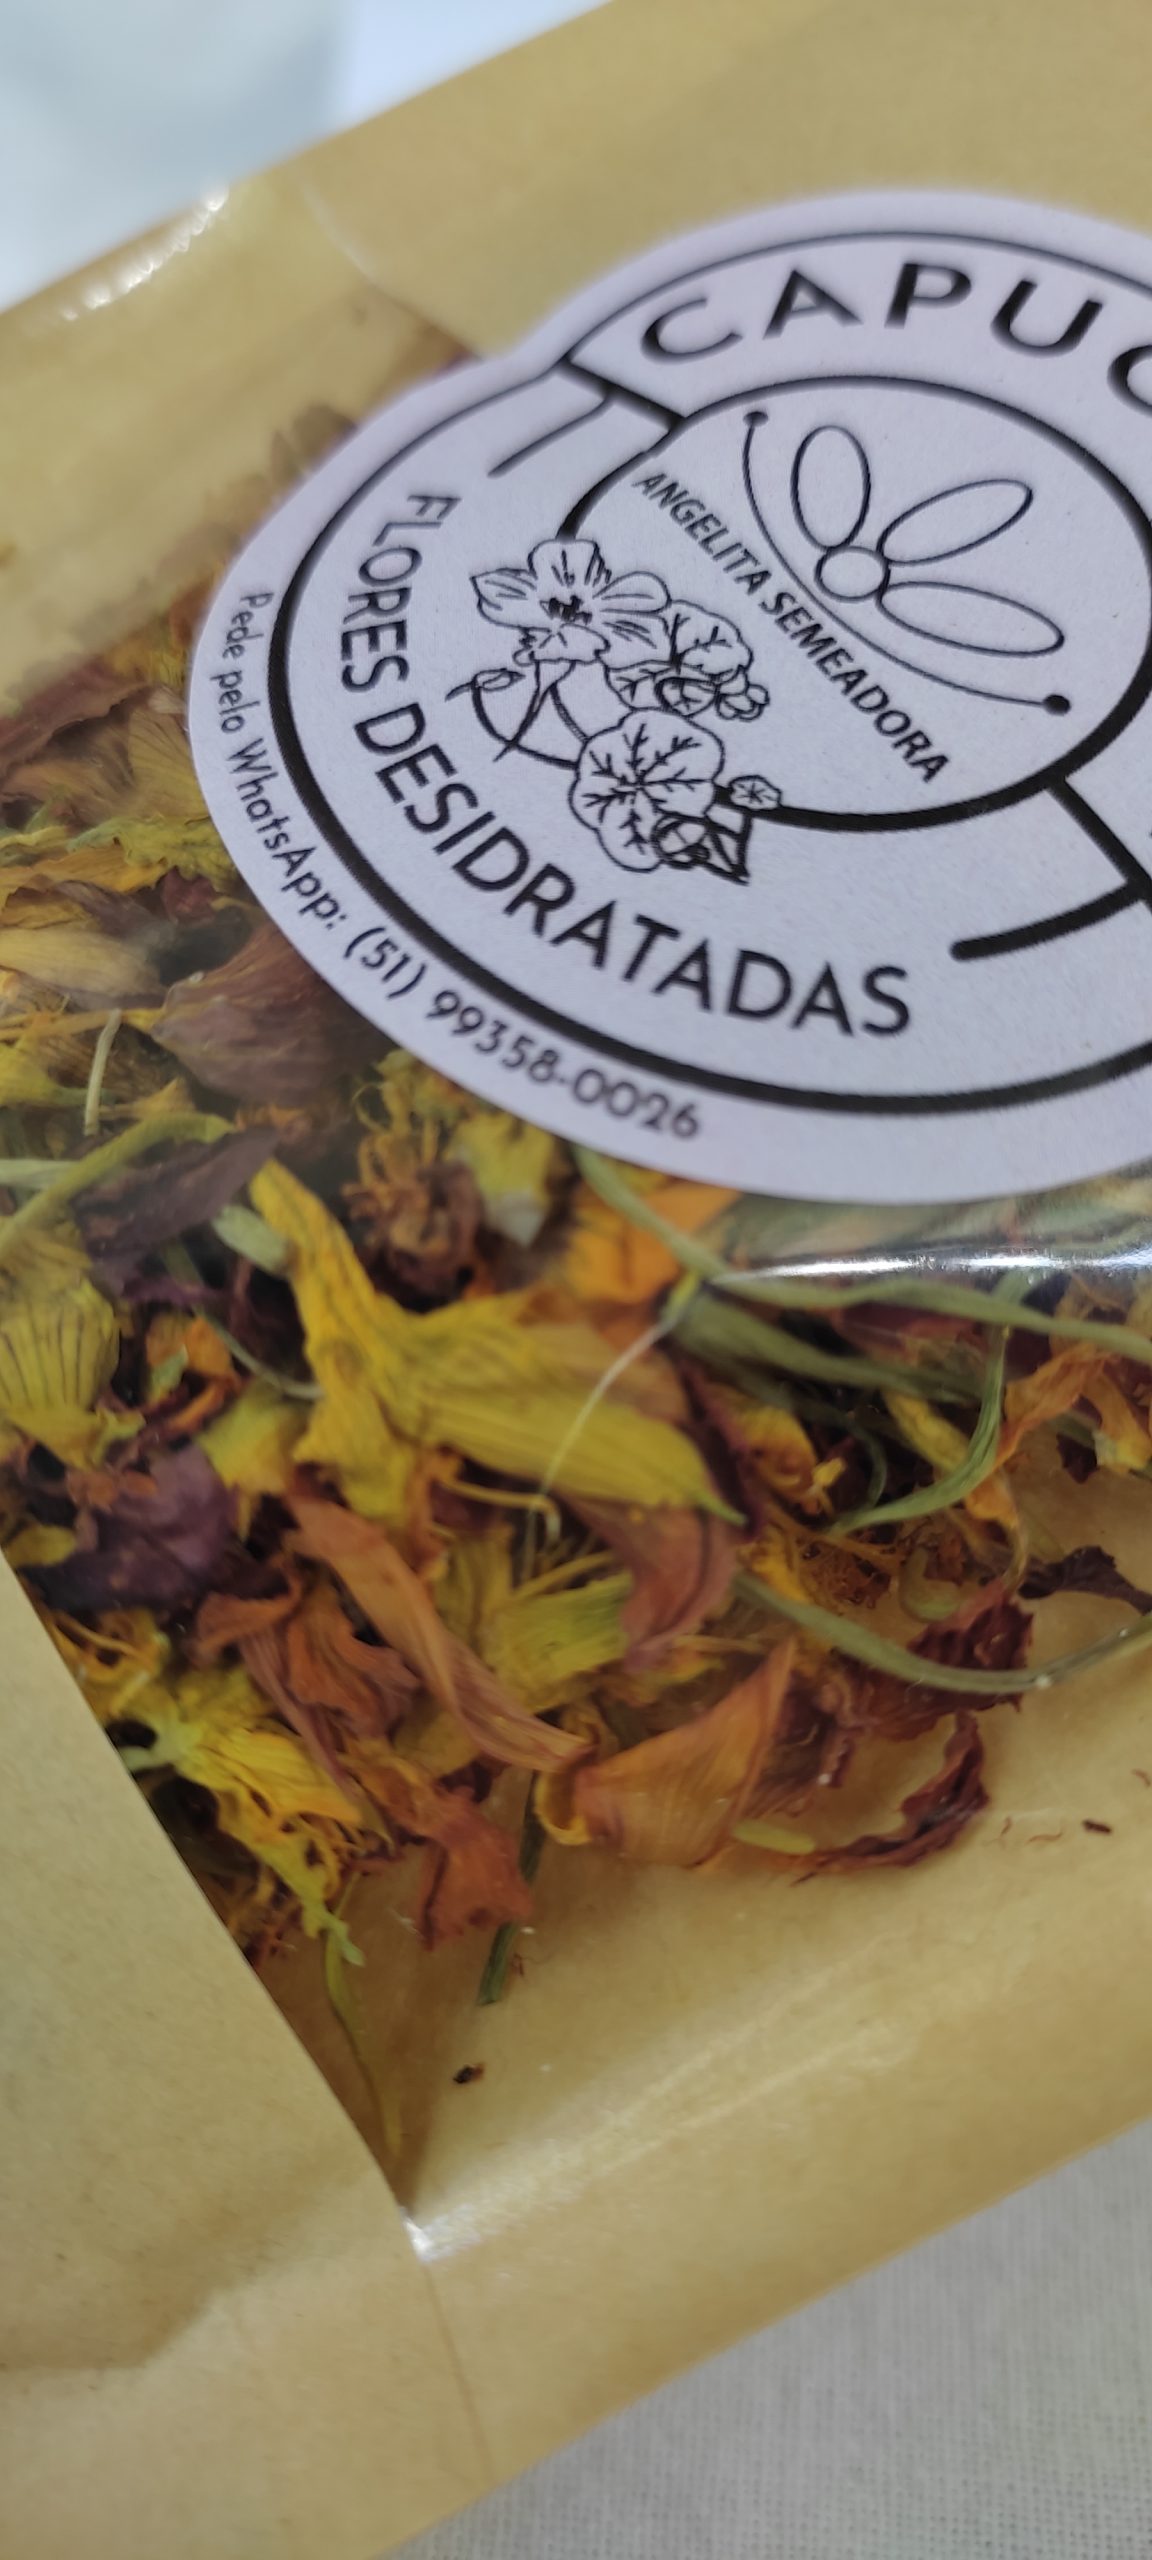 CAPUC
ANGELITA SEMEADORA
FLORES DESIDRATADAS
Pede pelo WhatsApp: (51) 99358-0026